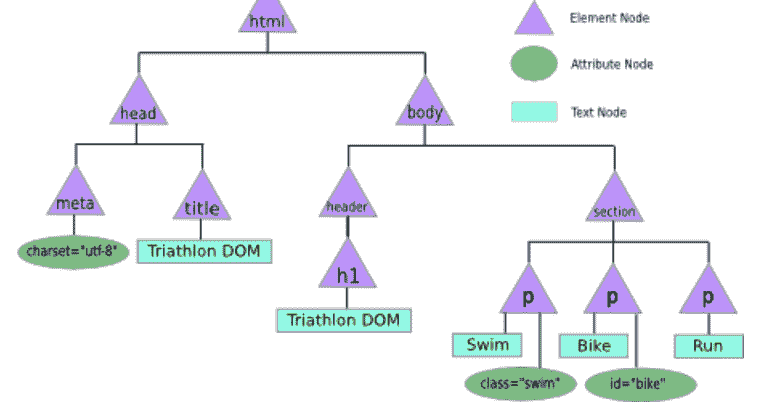 html
Element Node
Attribute Node
Text Node
head
body
meta
title
header
section
charset="utf-8"
Triathlon DOM
h1
p
p
p
Triathlon DOM
Swim
Bike
Run
class="swim"
id="bike"